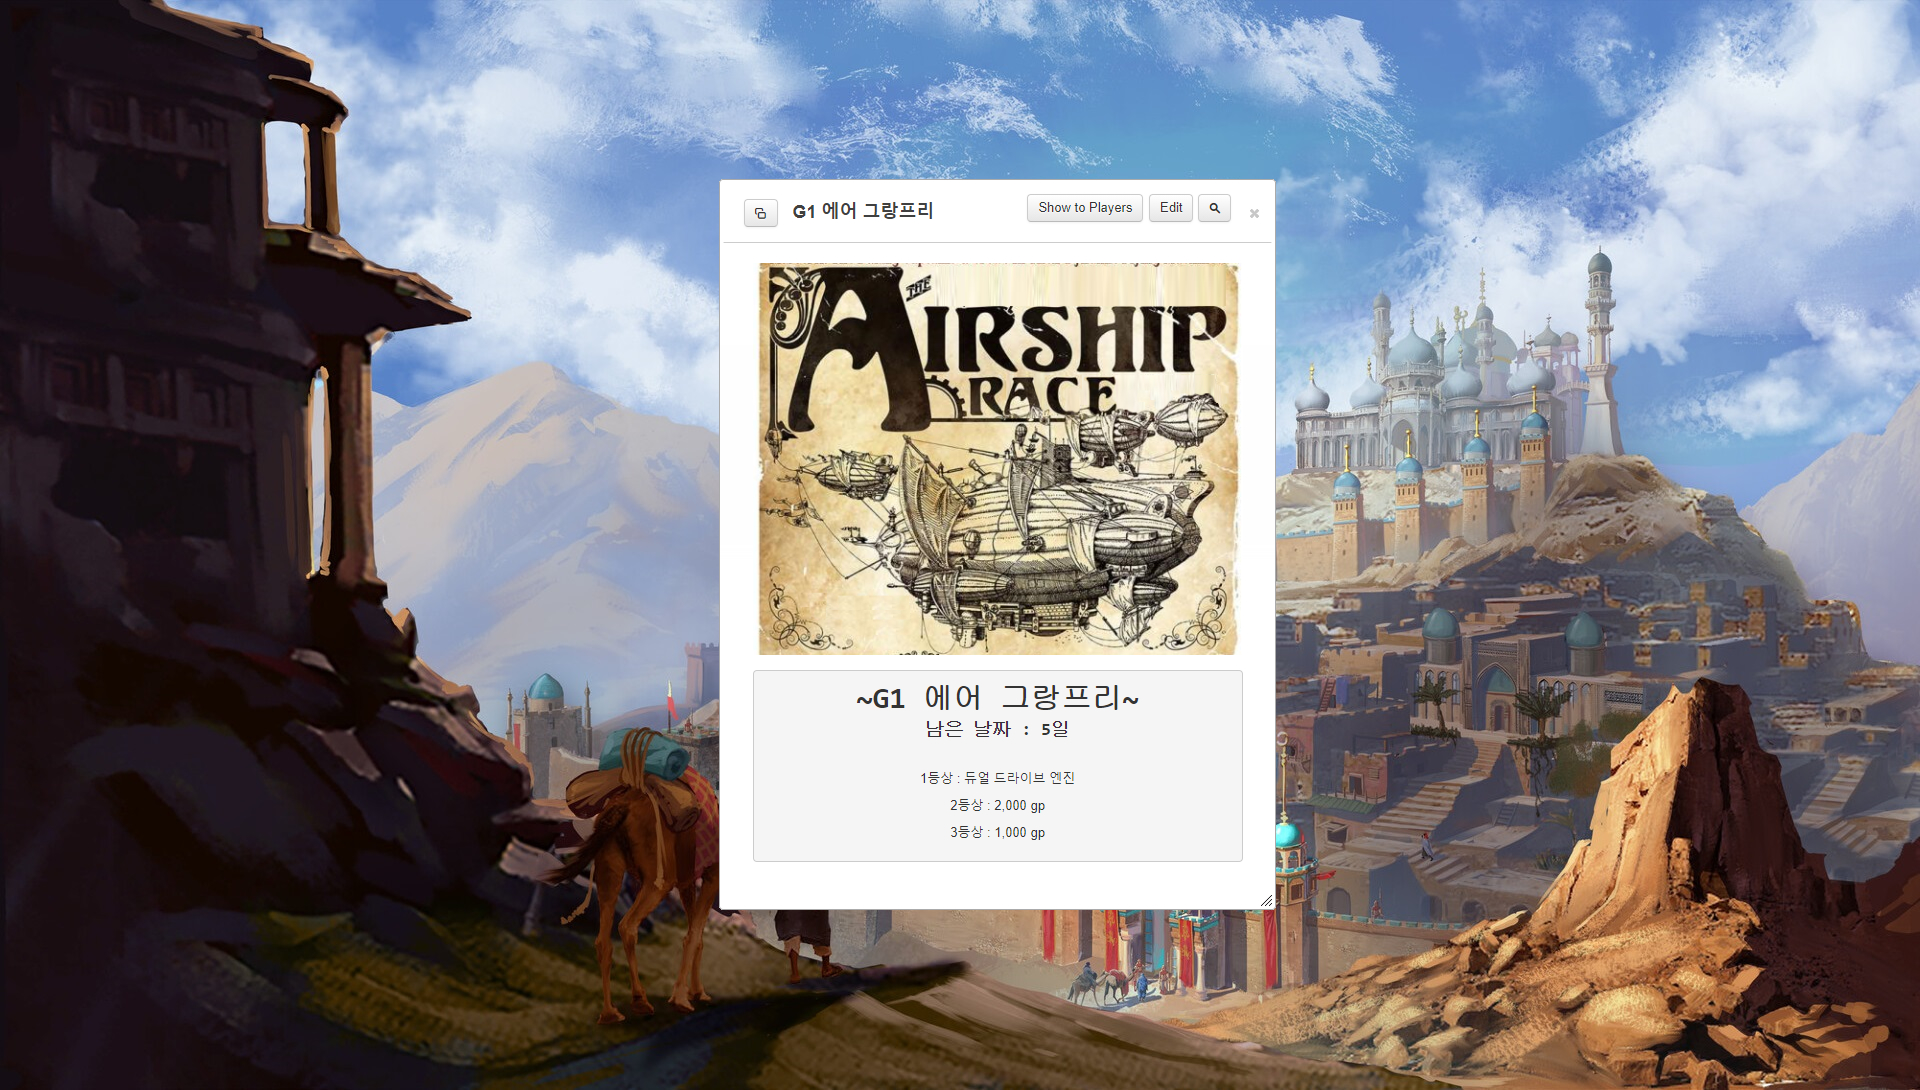 G1 에어 그랑프리
Show to Players
Edit
THE
AIRSHIP
RACE
~G1 에어 그랑프리~
남은 날짜 : 5일
1등상 : 듀얼 드라이브 엔진
2등상 : 2,000 gp
3등상 : 1,000 gp